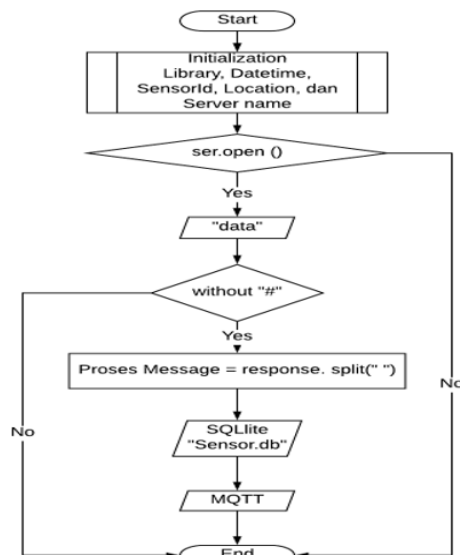 Start
Initialization
Library, Datetime,
SensorId, Location, dan
Server name
ser.open ()
Yes
"data"
without "#"
Yes
Proses Message = response. split(" ")
No
No
SQLlite
"Sensor.db"
MQTT
End